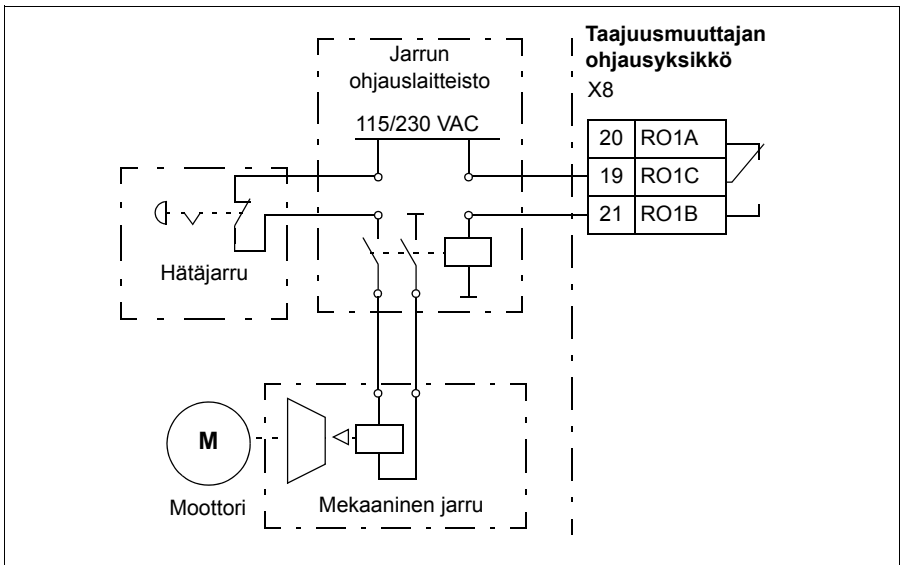 Jarrun
ohjauslaitteisto
115/230 VAC
Taajuusmuuttajan
ohjausyksikkö
X8
20 RO1A
19 RO1C
21 RO1B
Hätäjarru
M
Moottori
Mekaaninen jarru